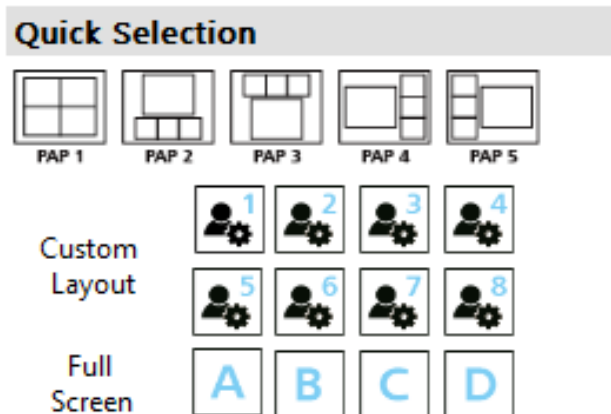 Quick Selection
PAP 1 PAP 2 PAP 3 PAP 4 PAP 5
1 2 3 4
Custom
Layout
5 6 7 8
Full
Screen
A B C D